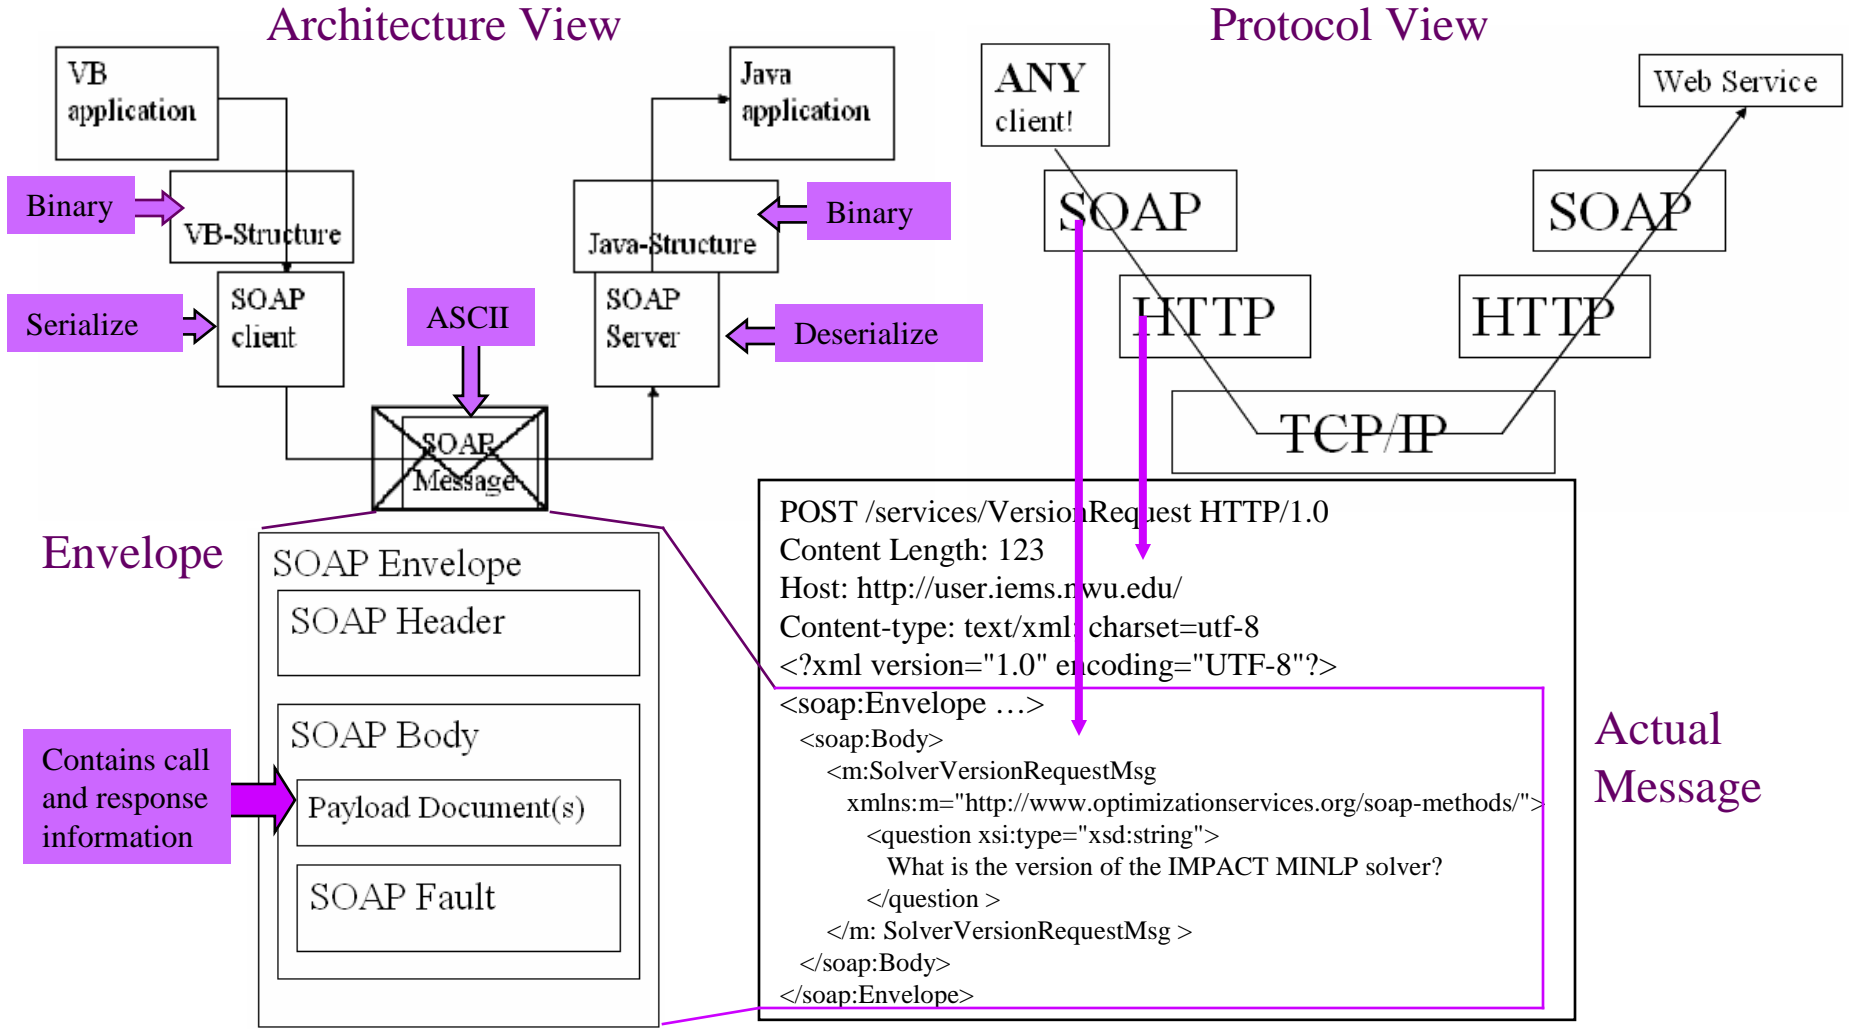 Architecture View
VB
application
Java
application
Binary
VB-Structure
Java-Structure
Binary
Serialize
SOAP
client
ASCII
SOAP
Server
Deserialize
SOAP
Message
Protocol View
ANY
client!
Web Service
SOAP
SOAP
HTTP
HTTP
TCP/IP
Envelope
SOAP Envelope
SOAP Header
SOAP Body
Contains call
and response
information
Payload Document(s)
SOAP Fault
POST /services/VersionRequest HTTP/1.0
Content Length: 123
Host: http://user.iems.nwu.edu/
Content-type: text/xml; charset=utf-8
<?xml version="1.0" encoding="UTF-8"?>
<soap:Envelope …>
<soap:Body>
<m:SolverVersionRequestMsg
xmlns:m="http://www.optimizationservices.org/soap-methods/">
<question xsi:type="xsd:string">
What is the version of the IMPACT MINLP solver?
</question >
</m: SolverVersionRequestMsg >
</soap:Body>
</soap:Envelope>
Actual
Message